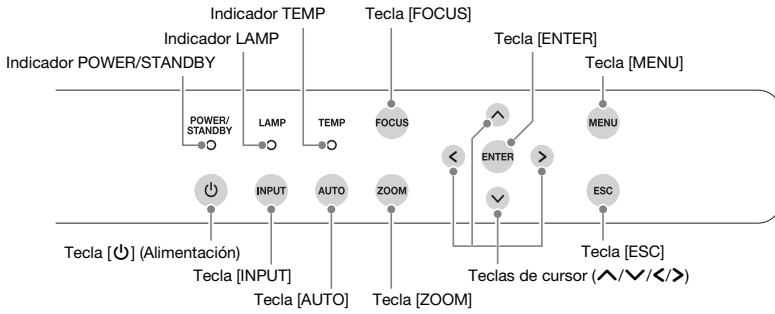 Indicador TEMP
Tecla [FOCUS]
Indicador LAMP
Tecla [ENTER]
Indicador POWER/STANDBY
Tecla [MENU]
POWER/
STANDBY
LAMP
TEMP
FOCUS
MENU
ENTER
INPUT
AUTO
ZOOM
ESC
Tecla [⏻] (Alimentación)
Tecla [ESC]
Tecla [INPUT]
Teclas de cursor (∧/∨/</>)
Tecla [AUTO]
Tecla [ZOOM]